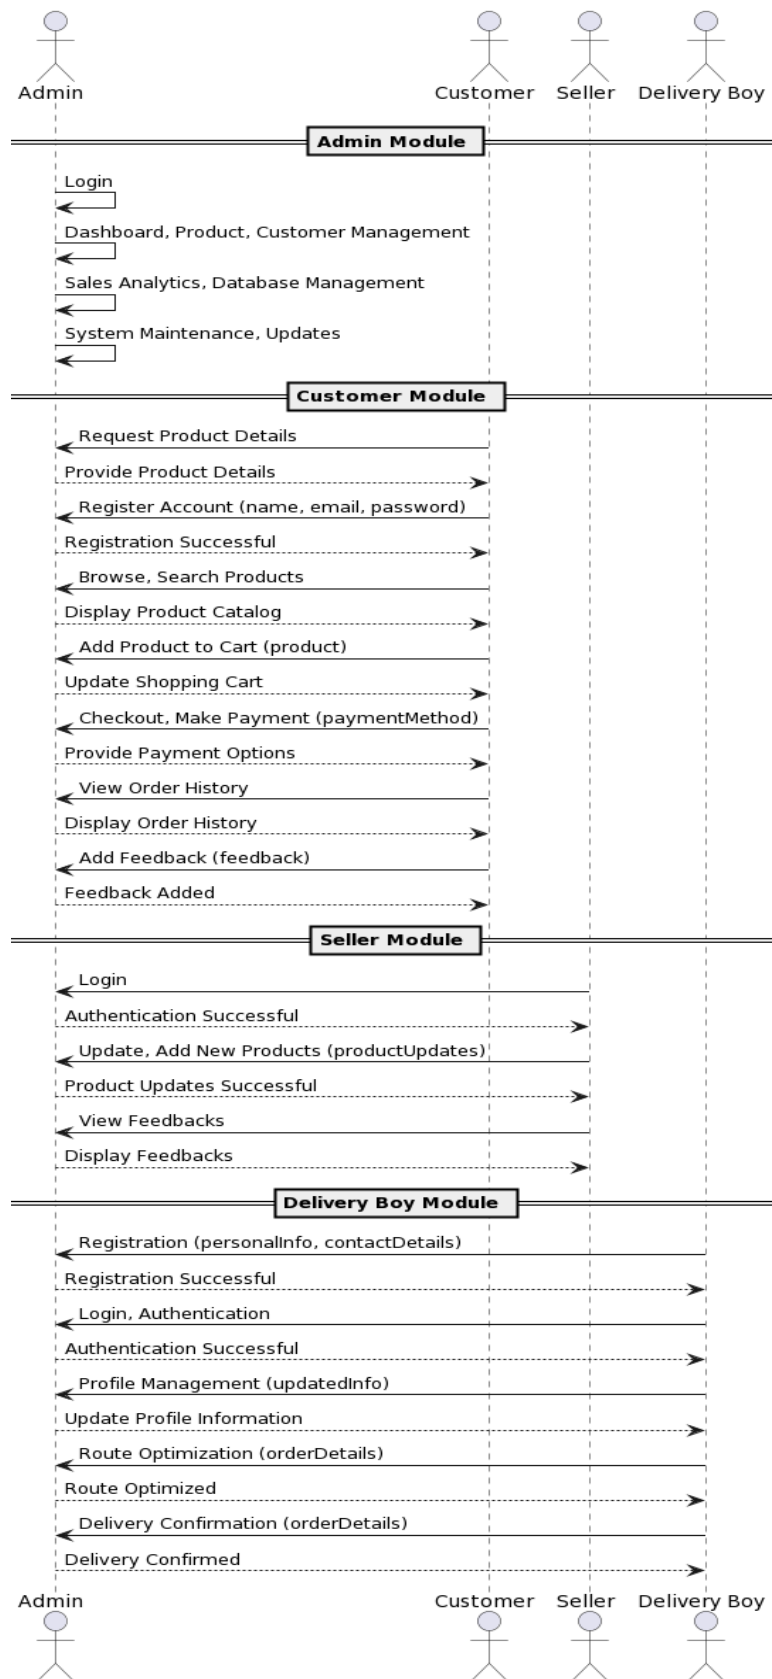 Admin Customer Seller Delivery Boy
Admin Module
Login
Dashboard, Product, Customer Management
Sales Analytics, Database Management
System Maintenance, Updates
Customer Module
Request Product Details
Provide Product Details
Register Account (name, email, password)
Registration Successful
Browse, Search Products
Display Product Catalog
Add Product to Cart (product)
Update Shopping Cart
Checkout, Make Payment (paymentMethod)
Provide Payment Options
View Order History
Display Order History
Add Feedback (feedback)
Feedback Added
Seller Module
Login
Authentication Successful
Update, Add New Products (productUpdates)
Product Updates Successful
View Feedbacks
Display Feedbacks
Delivery Boy Module
Registration (personalInfo, contactDetails)
Registration Successful
Login, Authentication
Authentication Successful
Profile Management (updatedInfo)
Update Profile Information
Route Optimization (orderDetails)
Route Optimized
Delivery Confirmation (orderDetails)
Delivery Confirmed
Admin Customer Seller Delivery Boy